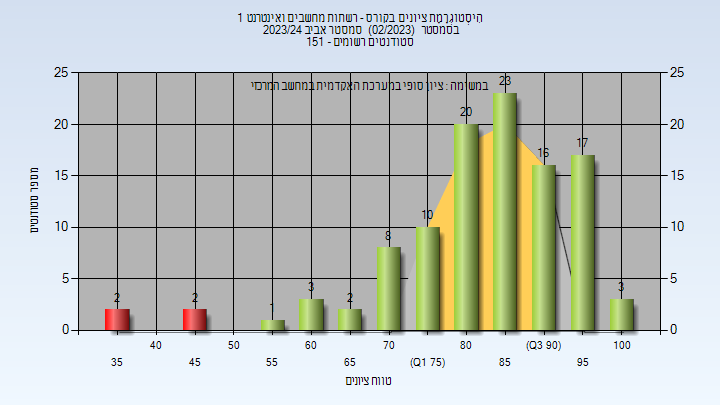 היסטוגרמת ציונים בקורס - רשתות מחשבים ואינטרנט 1
בסמסטר (02/2023) סמסטר אביב 2023/24
סטודנטים רשומים - 151
במשימה : ציון סופי במערכת האקדמית במחשב המרכזי
25 25
20 20
15 15
10 10
5 5
0 0
2 2 1 3 2 8 10 20 23 16 17 3
מספר סטודנטים
40 50 60 70 80 (Q3 90) 100
35 45 55 65 (Q1 75) 85 95
טווח ציונים